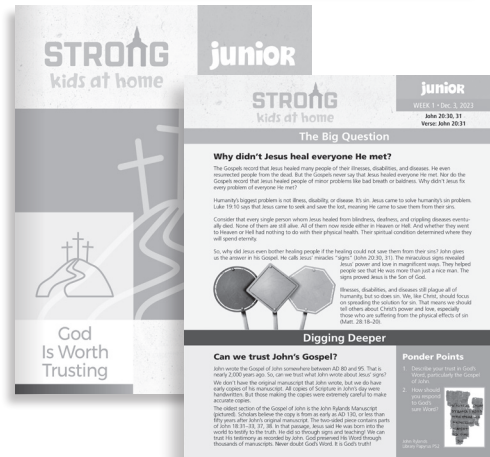 STRONG
kids at home
junior
God
Is Worth
Trusting
STRONG
kids at home
junior
WEEK 1 • Dec. 3, 2023
John 20:30, 31
Verse: John 20:31
The Big Question
Why didn't Jesus heal everyone He met?
The Gospels record that Jesus healed many people of their illnesses, disabilities, and diseases. He even
resurrected people from the dead. But the Gospels never say that Jesus healed everyone. Nor do the
Gospels record that Jesus healed people of minor problems like bad breath or baldness. Why didn't Jesus fix
every problem of everyone He met?
Humanity's biggest problem is not illness, disability, or disease. It's sin. Jesus came to solve humanity's sin problem.
Luke 19:10 says that Jesus came to seek and save the lost, meaning He came to save them from their sins.
Consider that every single person whom Jesus healed from blindness, deafness, and crippling diseases eventu-
ally died. None of them are still alive. All of them now reside either in Heaven or Hell. And whether they went
to Heaven or Hell had nothing to do with their physical health. Their spiritual condition determined where they
will spend eternity.
So, why did Jesus even bother healing people if the healing could not save them from their sins? John gives
us the answer in his Gospel. He calls Jesus' miracles "signs" (John 20:30, 31). The miraculous signs revealed
Jesus' power and love in magnificent ways. They helped
people see that He was more than just a nice man. The
signs proved Jesus is the Son of God.
Illnesses, disabilities, and diseases still plague all of
humanity, but so does sin. We, like Christ, should focus
on spreading the solution for sin. That means we should
tell others about Christ's power and love, especially
those who are suffering from the physical effects of sin
(Matt. 28:18–20).
Digging Deeper
Can we trust John's Gospel?
John wrote the Gospel of John somewhere between AD 80 and 95. That is
nearly 2,000 years ago. So, can we trust what John wrote about Jesus' signs?
We don't have the original manuscript that John wrote, but we do have
early copies of his manuscript. All copies of Scripture in John's day were
handwritten. But those making the copies were extremely careful to make
accurate copies.
The oldest section of the Gospel of John is the John Rylands Manuscript
(pictured). Scholars believe the copy is from as early as AD 130, or less than
fifty years after John's original manuscript. The two-sided piece contains parts
of John 18:31–33, 37, 38. In that passage, Jesus said He was born into the
world to testify to the truth. He did so through signs and teaching! We can
trust His testimony as recorded by John. God preserved His Word through
thousands of manuscripts. Never doubt God's Word. It is God's truth!
Ponder Points
1. Describe your trust in God's
Word, particularly the Gospel
of John.
2. How should
you respond
to God's
sure Word?
John Rylands
Library Papyrus P52